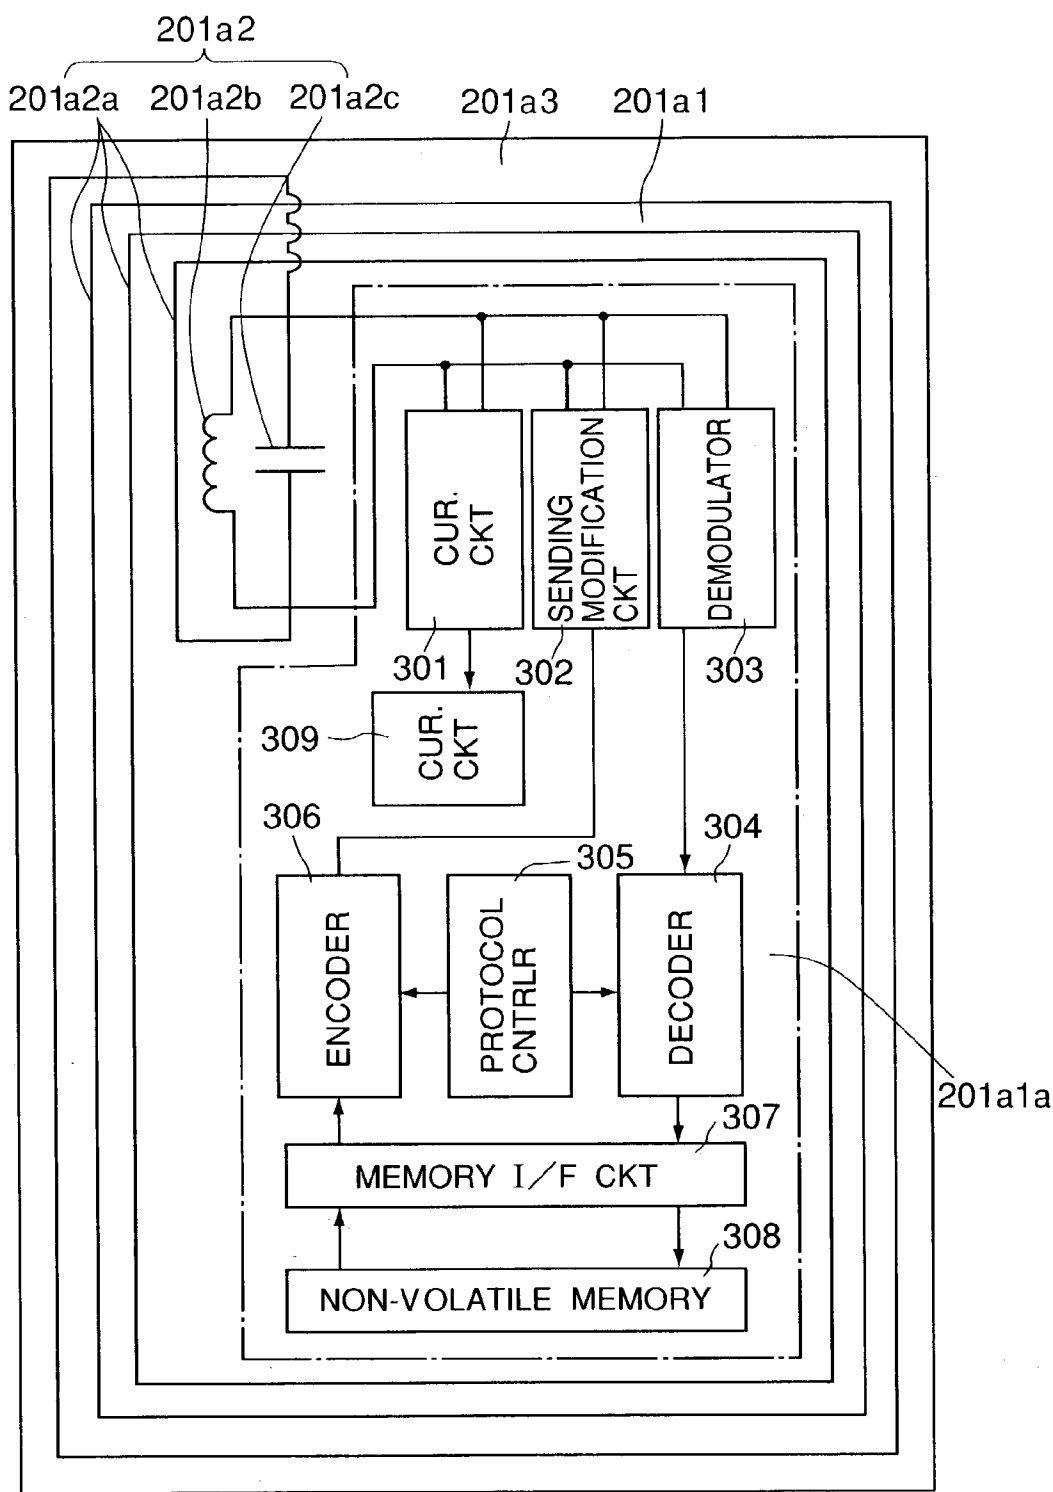 201a2
201a2a 201a2b 201a2c 201a3 201a1
CUR.
CKT
SENDING
MODIFICATION
CKT
DEMODULATOR
301 302 303
309
CUR.
CKT
306 305 304
ENCODER
PROTOCOL
CNTRLR
DECODER
201a1a
307
MEMORY I/F CKT
308
NON-VOLATILE MEMORY